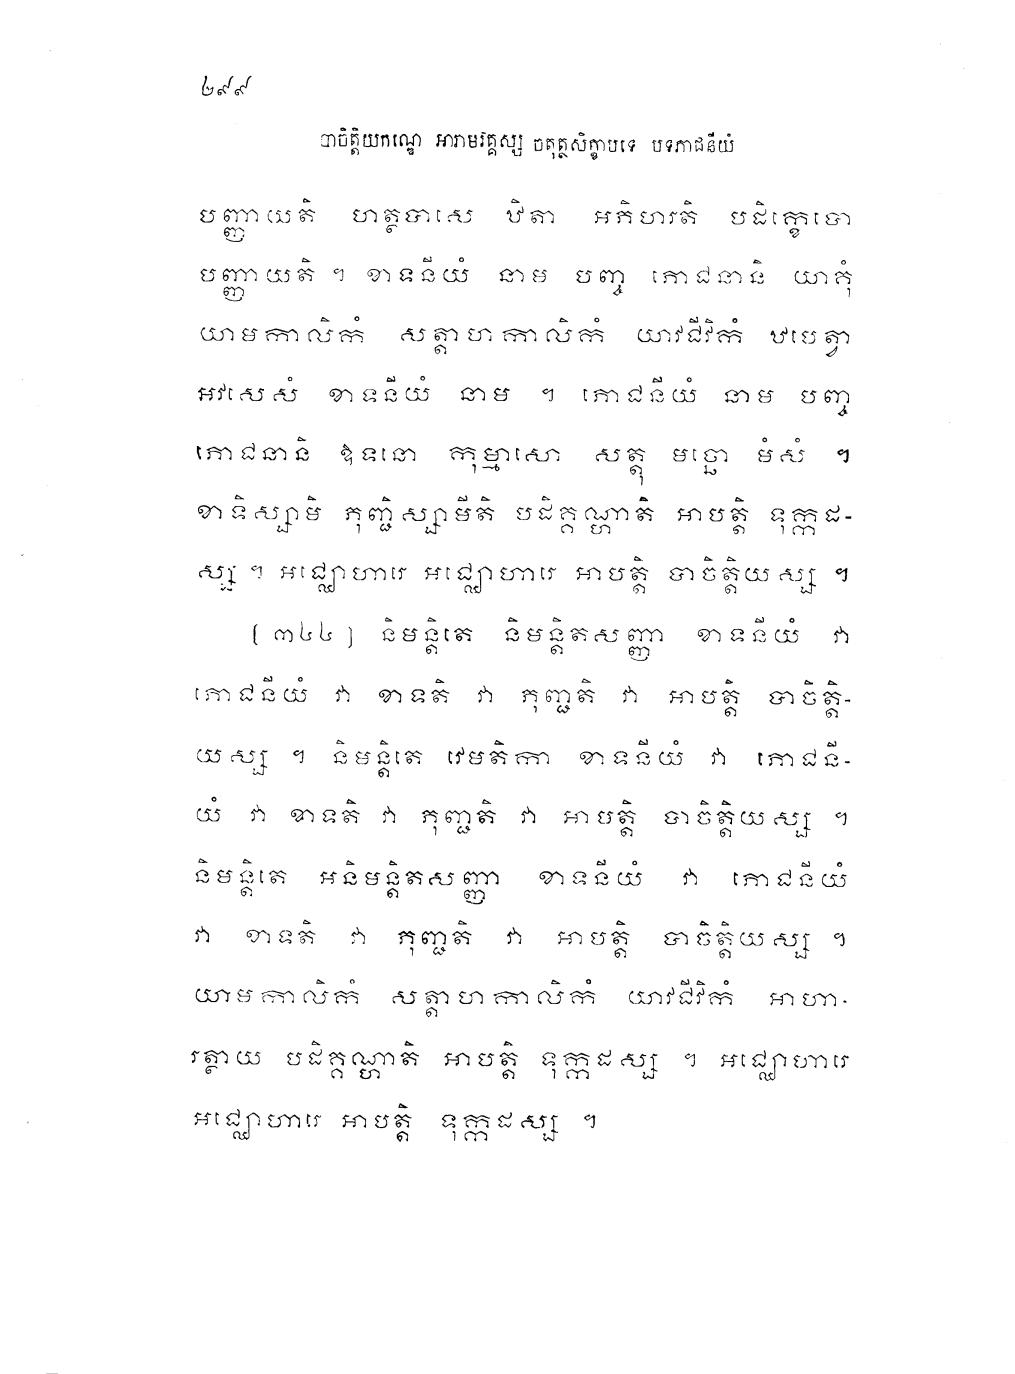 ២៩៩
បាចិត្តិយកណ្ឌេ អារាមវគ្គស្ស ចតុត្ថសិក្ខាបទេ បទភាជនីយំ
បញ្ញាយតិ ហត្ថបាសេ ឋិតា អភិហរតិ បដិក្ខេបោ
បញ្ញាយតិ ។ ខាទនីយំ នាម បញ្ច ភោជនានិ យាគុំ
យាមកាលិកំ សត្តាហកាលិកំ យាវជីវិកំ ឋបេត្វា
អវសេសំ ខាទនីយំ នាម ។ ភោជនីយំ នាម បញ្ច
ភោជនានិ ឱទនោ កុម្មាសោ សត្តុ មច្ឆោ មំសំ ។
ខាទិស្សាមិ ភុញ្ជិស្សាមីតិ បដិគ្គណ្ហាតិ អាបត្តិ ទុក្កដ-
ស្ស ។ អជ្ឈោហារេ អជ្ឈោហារេ អាបត្តិ បាចិត្តិយស្ស ។
(៣៤៤) និមន្តិតេ និមន្តិតសញ្ញា ខាទនីយំ វា
ភោជនីយំ វា ខាទតិ វា ភុញ្ជតិ វា អាបត្តិ បាចិត្តិ-
យស្ស ។ និមន្តិតេ វេមតិកា ខាទនីយំ វា ភោជនី-
យំ វា ខាទតិ វា ភុញ្ជតិ វា អាបត្តិ បាចិត្តិយស្ស ។
និមន្តិតេ អនិមន្តិតសញ្ញា ខាទនីយំ វា ភោជនីយំ
វា ខាទតិ វា ភុញ្ជតិ វា អាបត្តិ បាចិត្តិយស្ស ។
យាមកាលិកំ សត្តាហកាលិកំ យាវជីវិកំ អាហា-
រត្ថាយ បដិគ្គណ្ហាតិ អាបត្តិ ទុក្កដស្ស ។ អជ្ឈោហារេ
អជ្ឈោហារេ អាបត្តិ ទុក្កដស្ស ។